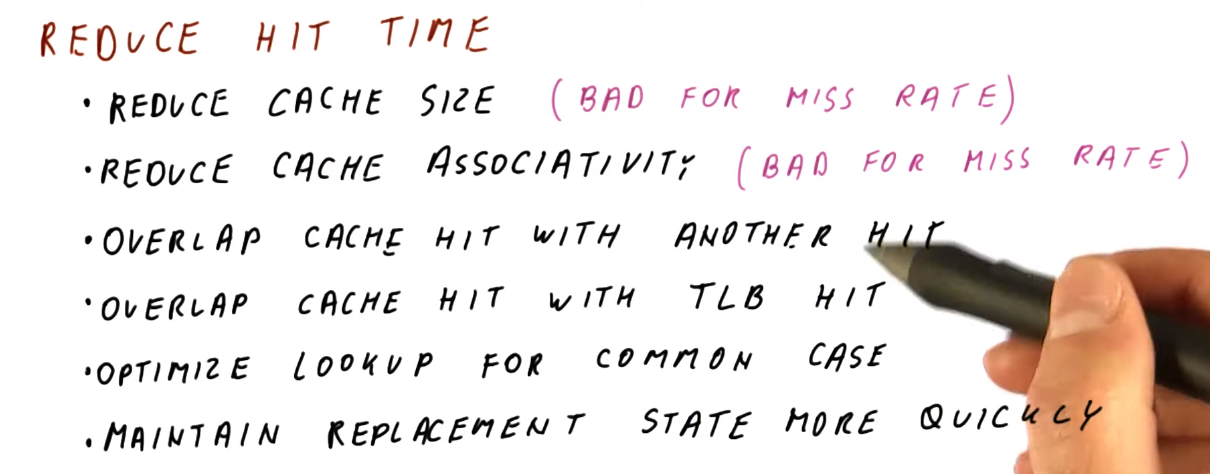 REDUCE HIT TIME
• REDUCE CACHE SIZE (BAD FOR MISS RATE)
• REDUCE CACHE ASSOCIATIVITY (BAD FOR MISS RATE)
• OVERLAP CACHE HIT WITH ANOTHER HIT
• OVERLAP CACHE HIT WITH TLB HIT
• OPTIMIZE LOOKUP FOR COMMON CASE
• MAINTAIN REPLACEMENT STATE MORE QUICKLY